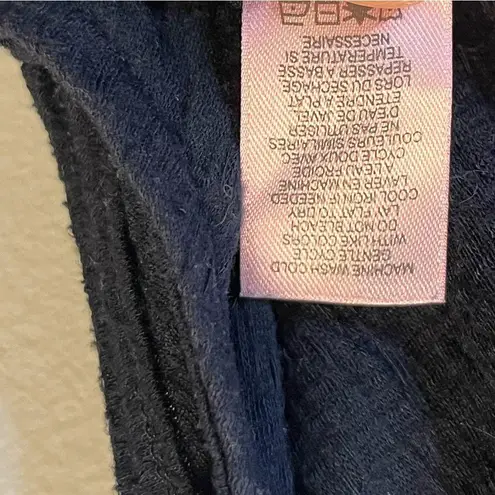 MACHINE WASH COLD
GENTLE CYCLE
WITH LIKE COLORS
DO NOT BLEACH
LAY FLAT TO DRY
COOL IRON IF NEEDED
LAVER EN MACHINE
A L'EAU FROIDE
CYCLE DOUX AVEC
COULEURS SIMILAIRES
NE PAS UTILISER
D'EAU DE JAVEL
ETENDRE A PLAT
LORS DU SECHAGE
REPASSER A BASSE
TEMPERATURE SI
NECESSAIRE